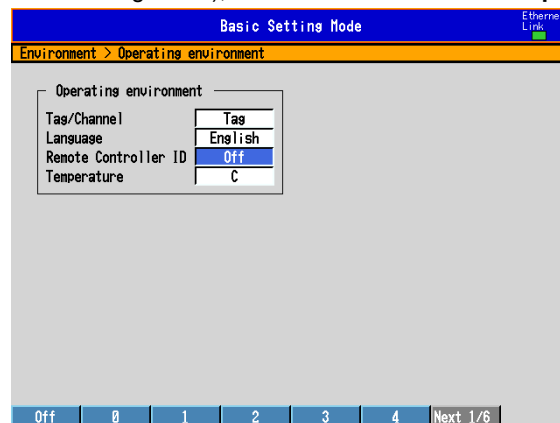 Basic Setting Mode
Etherne
Link
Environment > Operating environment
Operating environment
Tag/Channel Tag
Language English
Remote Controller ID Off
Temperature C
Off 0 1 2 3 4 Next 1/6